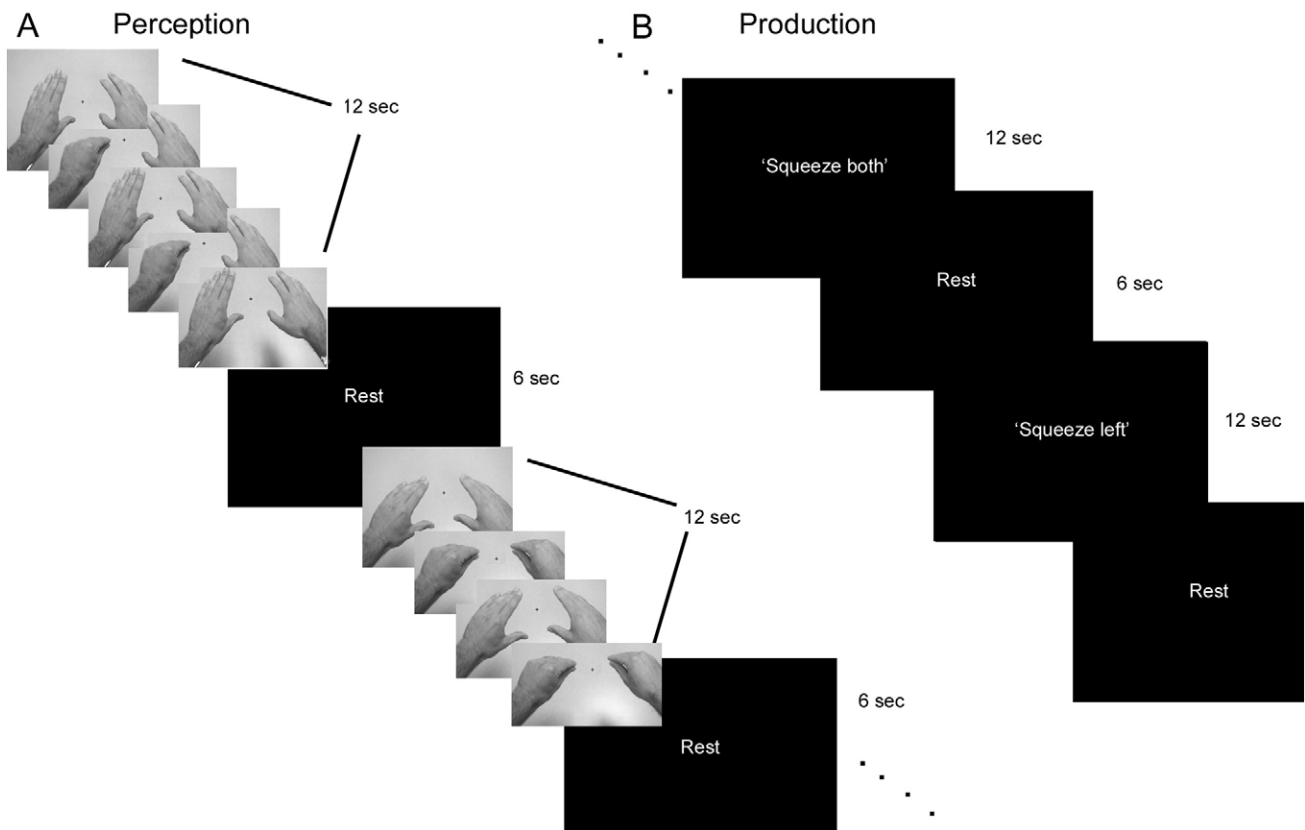 A Perception
12 sec
Rest
6 sec
12 sec
Rest
6 sec
B Production
‘Squeeze both’
12 sec
Rest
6 sec
‘Squeeze left’
12 sec
Rest